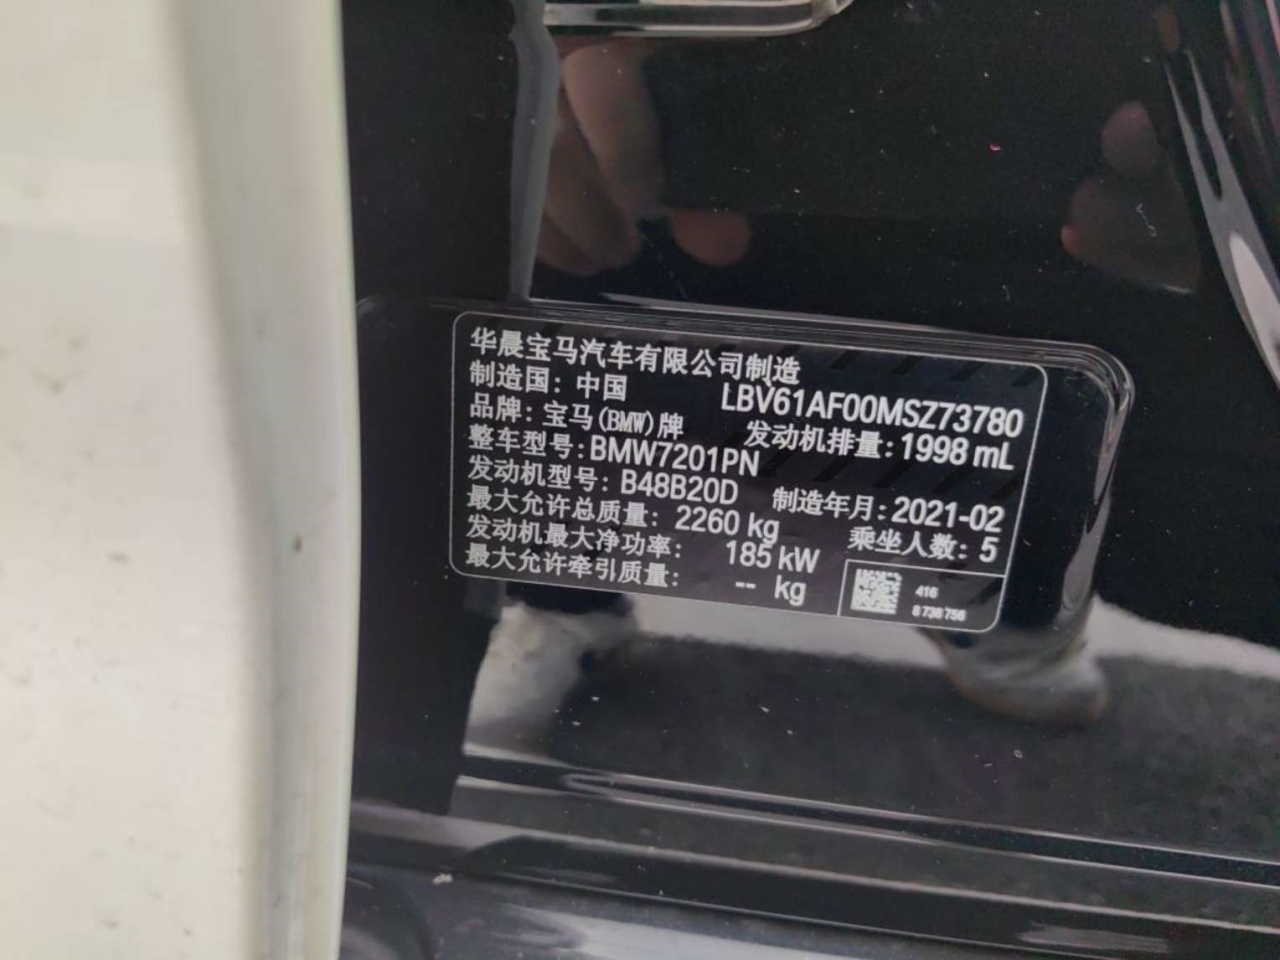 华晨宝马汽车有限公司制造
制造国：中国 LBV61AF00MSZ73780
品牌：宝马(BMW)牌 发动机排量：1998 mL
整车型号：BMW7201PN
发动机型号：B48B20D 制造年月：2021-02
最大允许总质量：2260 kg 乘坐人数：5
发动机最大净功率：185 kW
最大允许牵引质量：-- kg
416
8 738 756